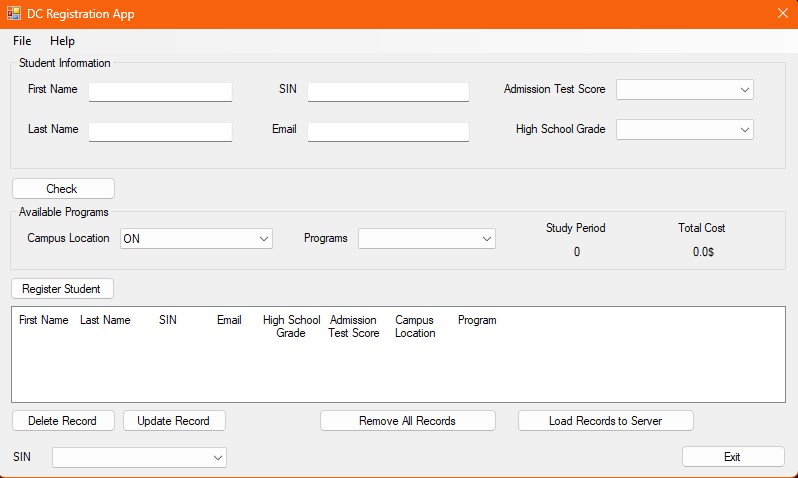 DC Registration App
File Help
Student Information
First Name SIN Admission Test Score
Last Name Email High School Grade
Check
Available Programs
Study Period Total Cost
Campus Location ON Programs
0 0.0$
Register Student
First Name Last Name SIN Email High School Admission Campus Program
Grade Test Score Location
Delete Record Update Record Remove All Records Load Records to Server
SIN Exit